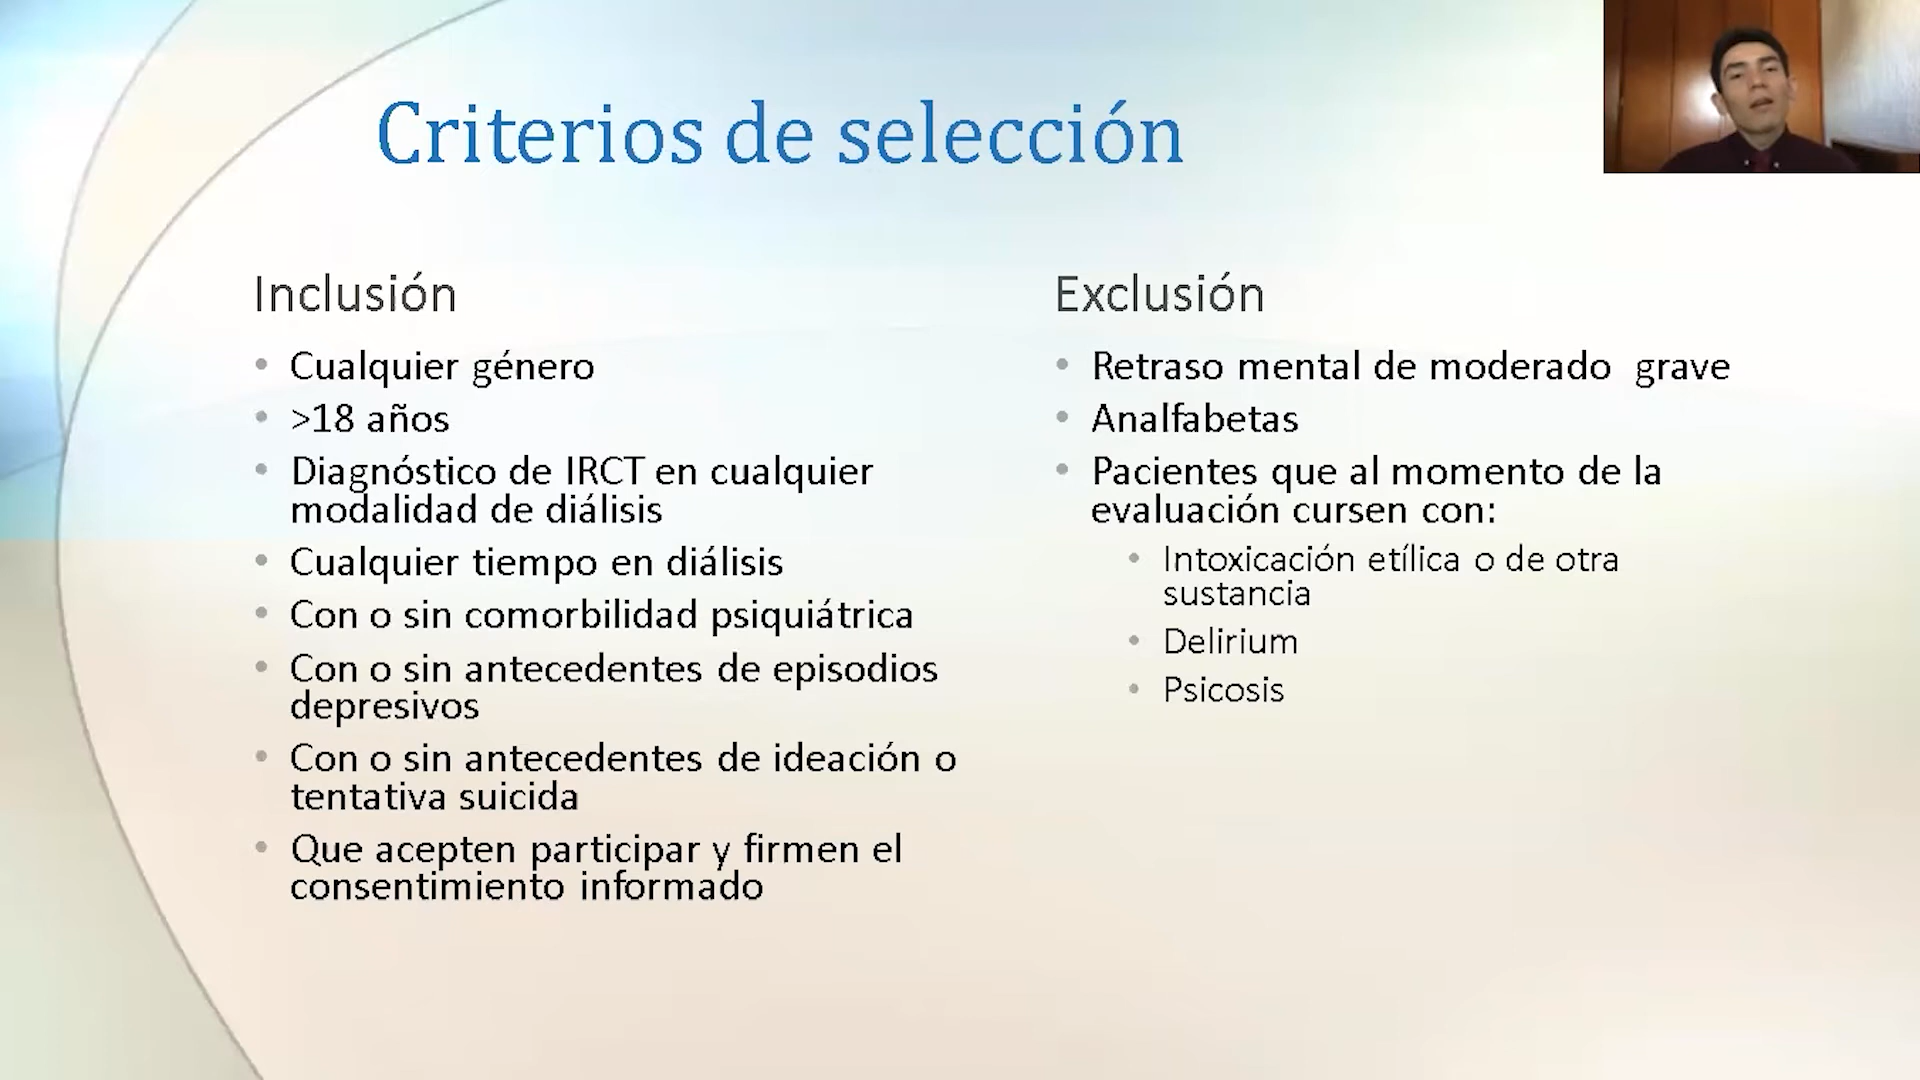 Criterios de selección
Inclusión
• Cualquier género
• >18 años
• Diagnóstico de IRCT en cualquier
modalidad de diálisis
• Cualquier tiempo en diálisis
• Con o sin comorbilidad psiquiátrica
• Con o sin antecedentes de episodios
depresivos
• Con o sin antecedentes de ideación o
tentativa suicida
• Que acepten participar y firmen el
consentimiento informado
Exclusión
• Retraso mental de moderado  grave
• Analfabetas
• Pacientes que al momento de la
evaluación cursen con:
• Intoxicación etílica o de otra
sustancia
• Delirium
• Psicosis